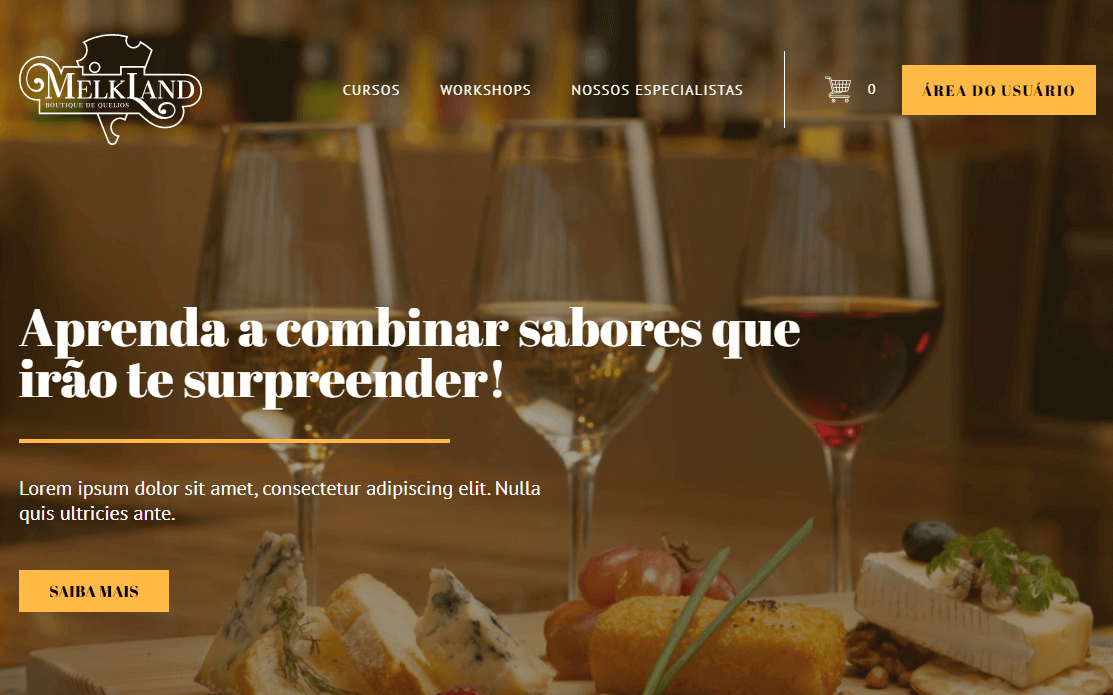 MELKLAND
BOUTIQUE DE QUEIJOS
CURSOS
WORKSHOPS
NOSSOS ESPECIALISTAS
0
ÁREA DO USUÁRIO
Aprenda a combinar sabores que
irão te surpreender!
Lorem ipsum dolor sit amet, consectetur adipiscing elit. Nulla
quis ultricies ante.
SAIBA MAIS